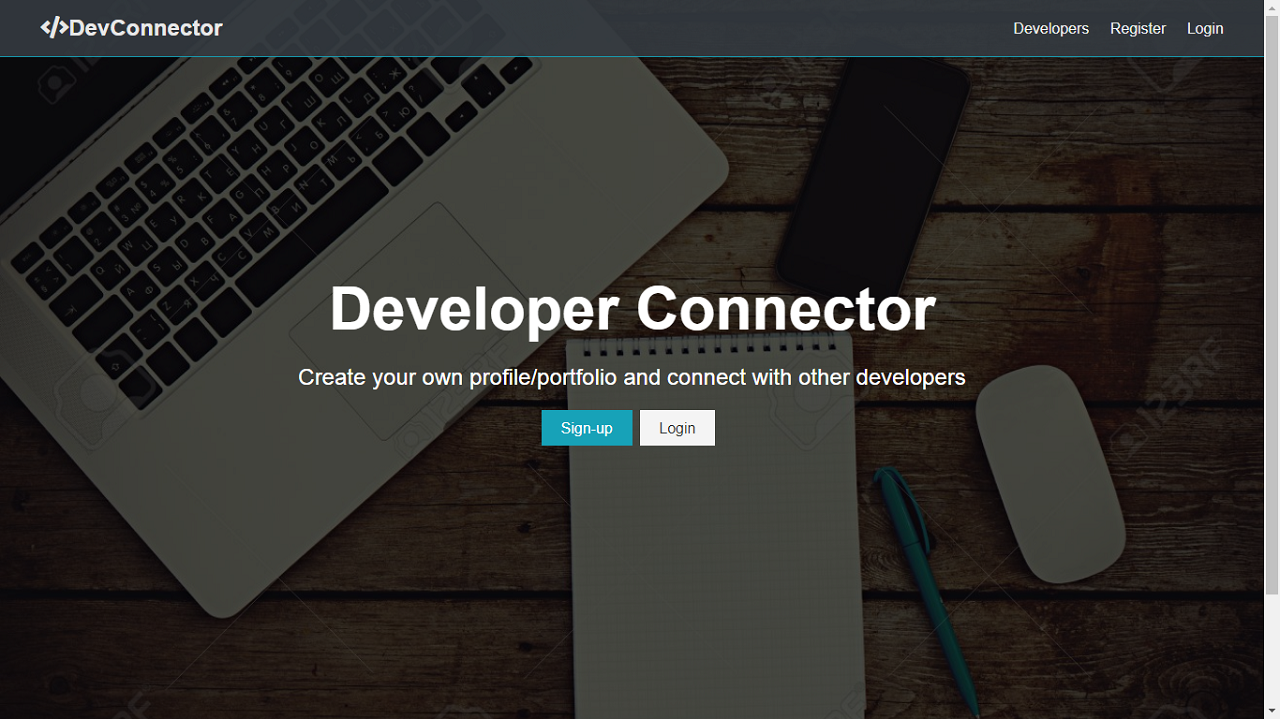 </>DevConnector
Developers Register Login
Developer Connector
Create your own profile/portfolio and connect with other developers
Sign-up Login
123RF